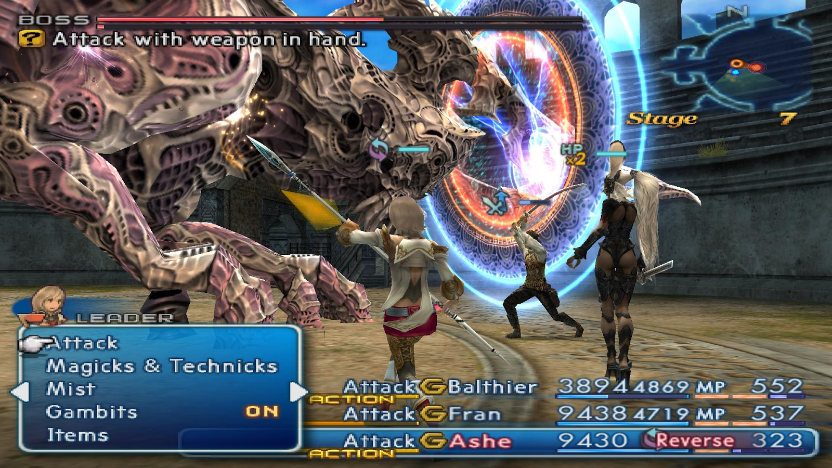 BOSS
? Attack with weapon in hand.
N
Stage 7
HP
x2
LEADER
Attack
Magicks & Technicks
Mist
Gambits ON
Items
Attack G Balthier 3894 4869 MP 552
ACTION
Attack G Fran 9438 4719 MP 537
Attack G Ashe 9430 Reverse 323
ACTION